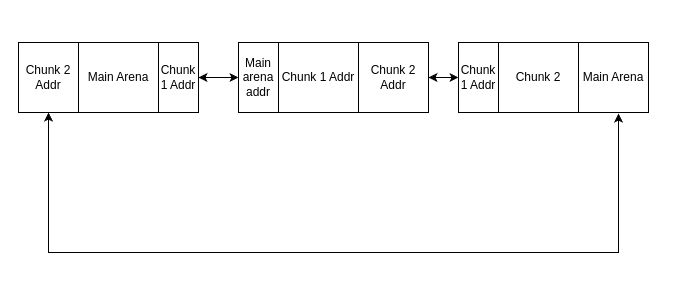 Chunk 2
Addr
Main Arena
Chunk
1 Addr
Main
arena
addr
Chunk 1 Addr
Chunk 2
Addr
Chunk
1 Addr
Chunk 2
Main Arena